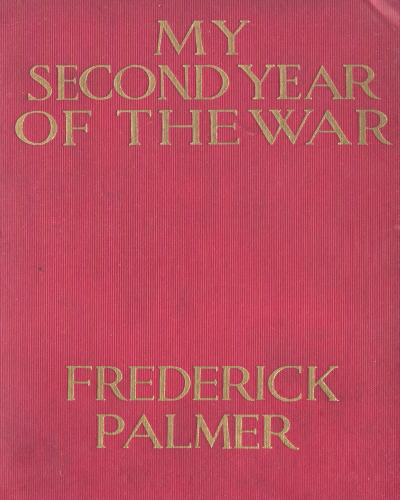 MY
SECOND YEAR
OF THE WAR
FREDERICK
PALMER